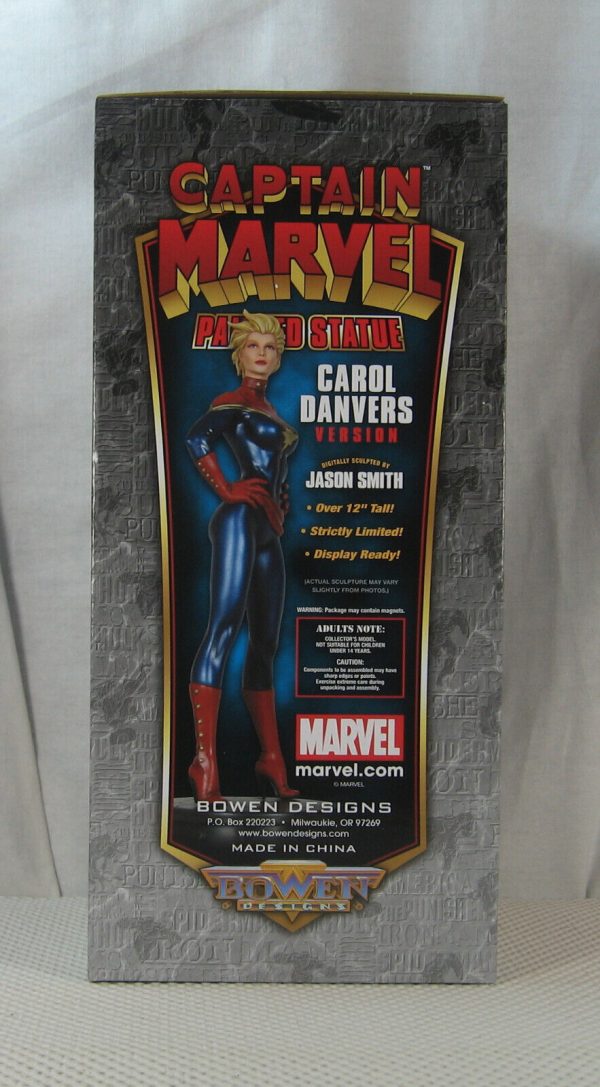 CAPTAIN™
MARVEL
PAINTED STATUE
CAROL
DANVERS
VERSION
DIGITALLY SCULPTED BY
JASON SMITH
• Over 12" Tall!
• Strictly Limited!
• Display Ready!
(ACTUAL SCULPTURE MAY VARY
SLIGHTLY FROM PHOTOS.)
WARNING: Package may contain magnets.
ADULTS NOTE:
COLLECTOR'S MODEL.
NOT SUITABLE FOR CHILDREN
UNDER 14 YEARS.
CAUTION:
Components to be assembled may have
sharp edges or points.
Exercise extreme care during
unpacking and assembly.
MARVEL
marvel.com
© MARVEL
BOWEN DESIGNS
P.O. Box 220223 • Milwaukie, OR 97269
www.bowendesigns.com
MADE IN CHINA
BOWEN
DESIGNS